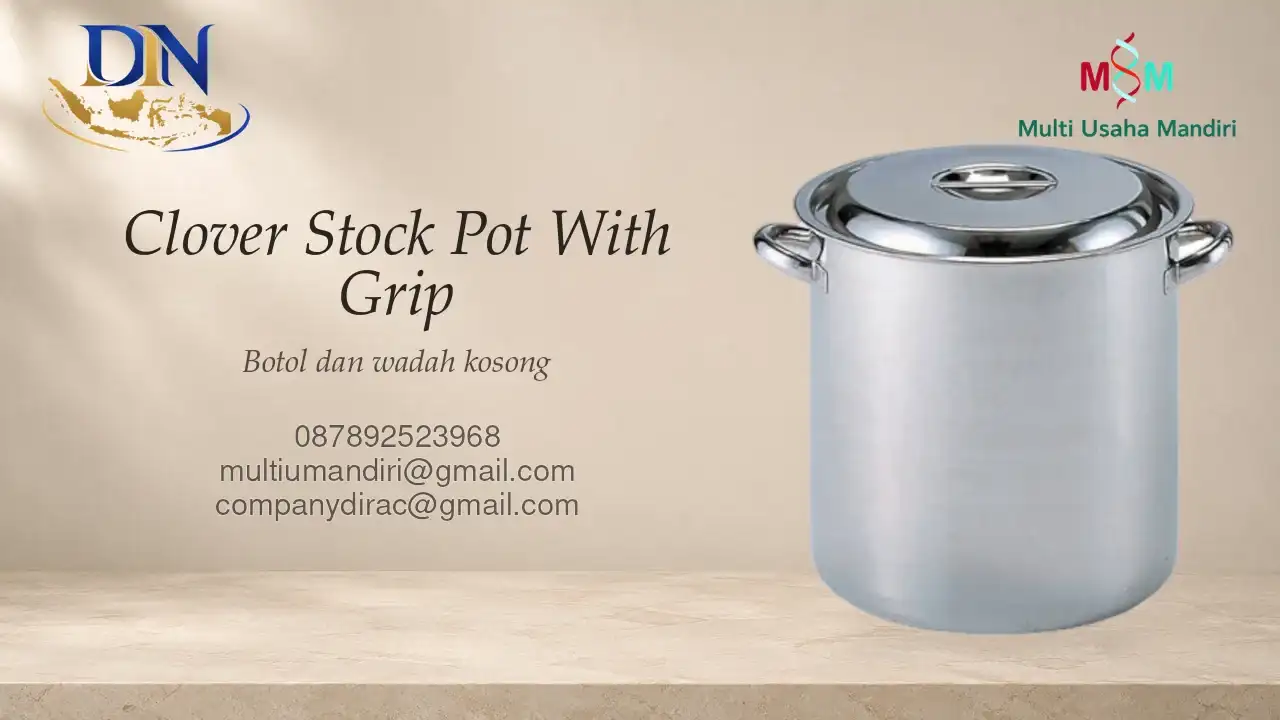 DIN
MSM
Multi Usaha Mandiri
Clover Stock Pot With
Grip
Botol dan wadah kosong
087892523968
multiumandiri@gmail.com
companydirac@gmail.com